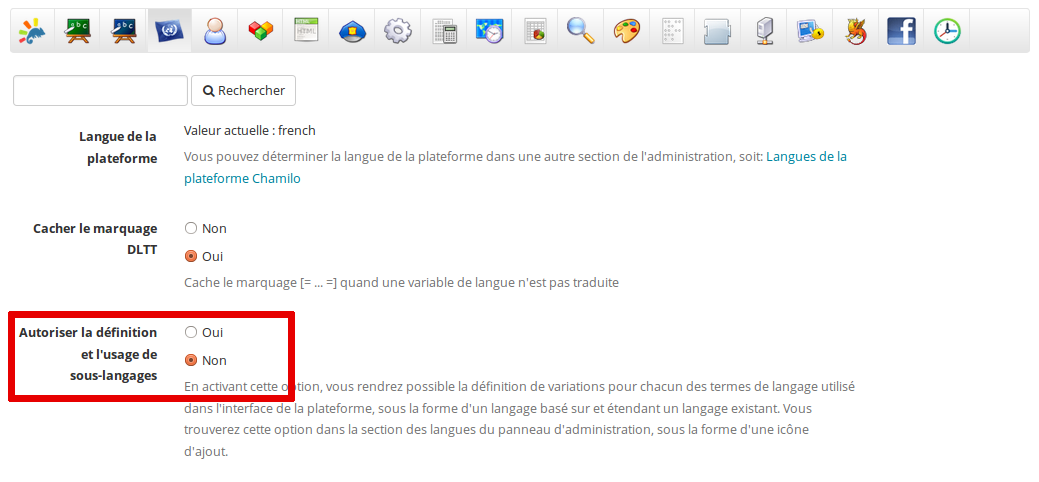 Rechercher
Langue de la
plateforme
Valeur actuelle : french
Vous pouvez déterminer la langue de la plateforme dans une autre section de l'administration, soit: Langues de la
plateforme Chamilo
Cacher le marquage
DLTT
Non
Oui
Cache le marquage [= ... =] quand une variable de langue n'est pas traduite
Autoriser la définition
et l'usage de
sous-langages
Oui
Non
En activant cette option, vous rendrez possible la définition de variations pour chacun des termes de langage utilisé
dans l'interface de la plateforme, sous la forme d'un langage basé sur et étendant un langage existant. Vous
trouverez cette option dans la section des langues du panneau d'administration, sous la forme d'une icône
d'ajout.